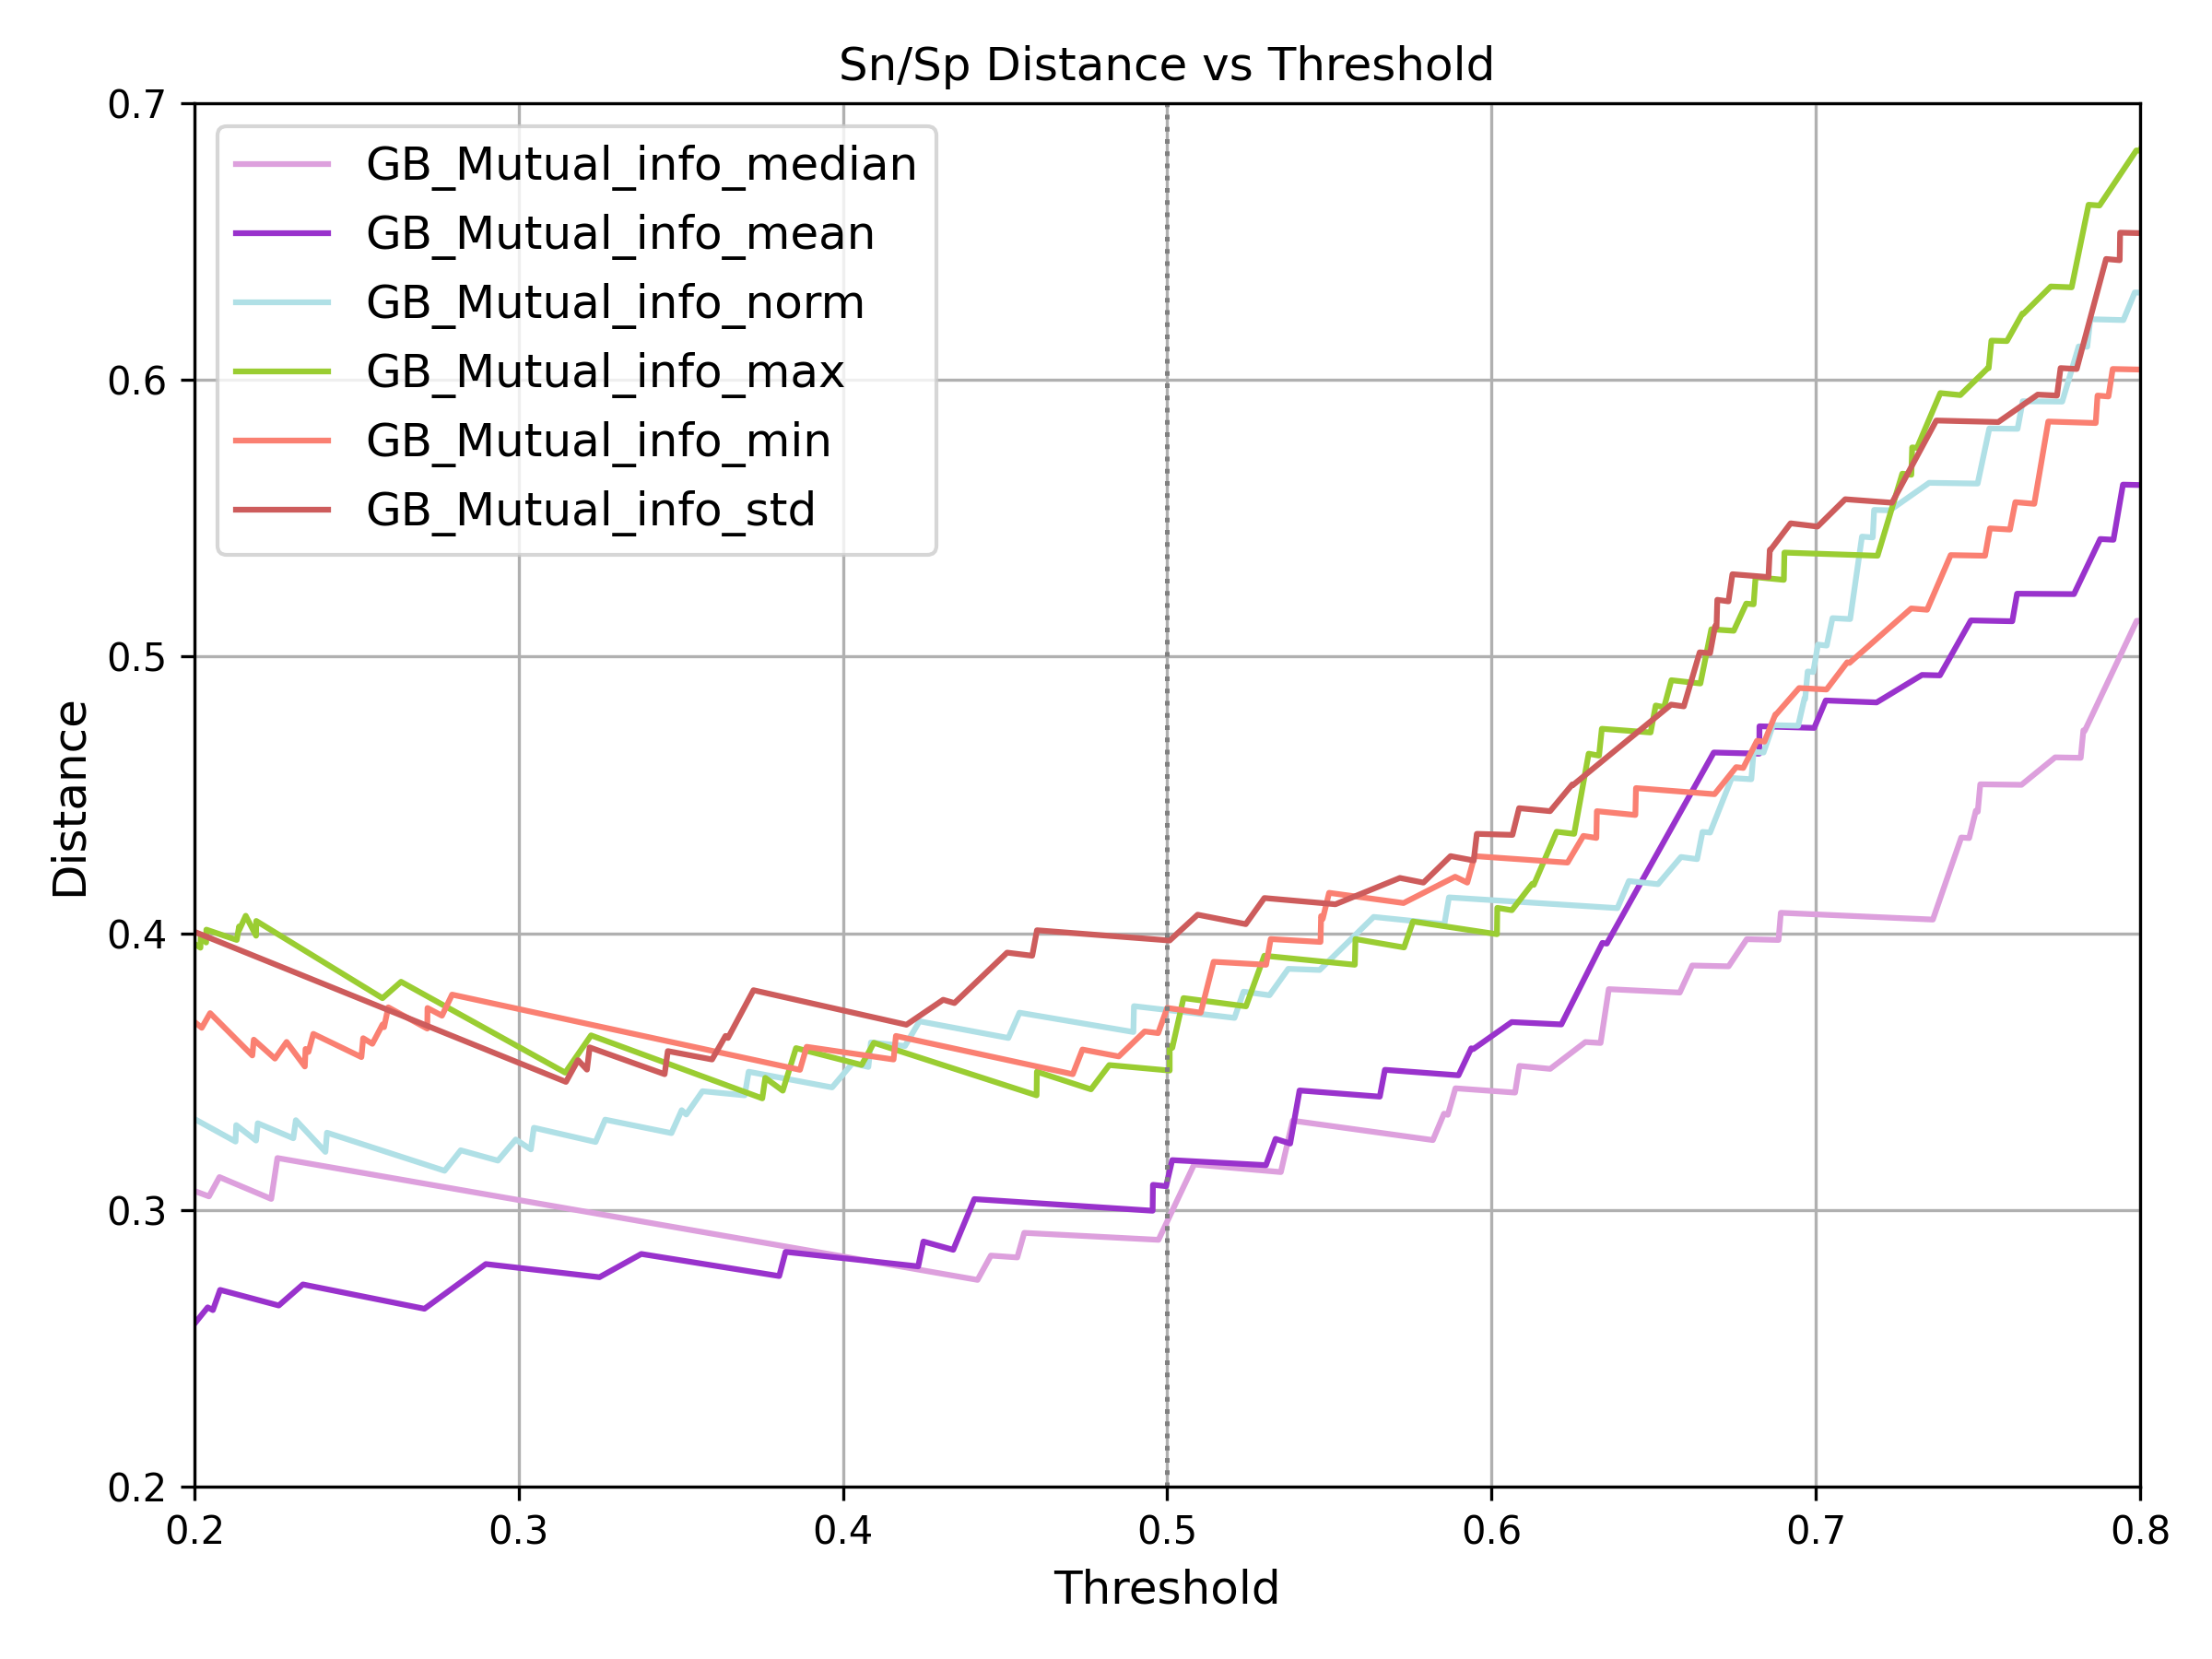 Sn/Sp Distance vs Threshold
GB_Mutual_info_median
GB_Mutual_info_mean
GB_Mutual_info_norm
GB_Mutual_info_max
GB_Mutual_info_min
GB_Mutual_info_std
0.7
0.6
0.5
0.4
0.3
0.2
Distance
0.2 0.3 0.4 0.5 0.6 0.7 0.8
Threshold